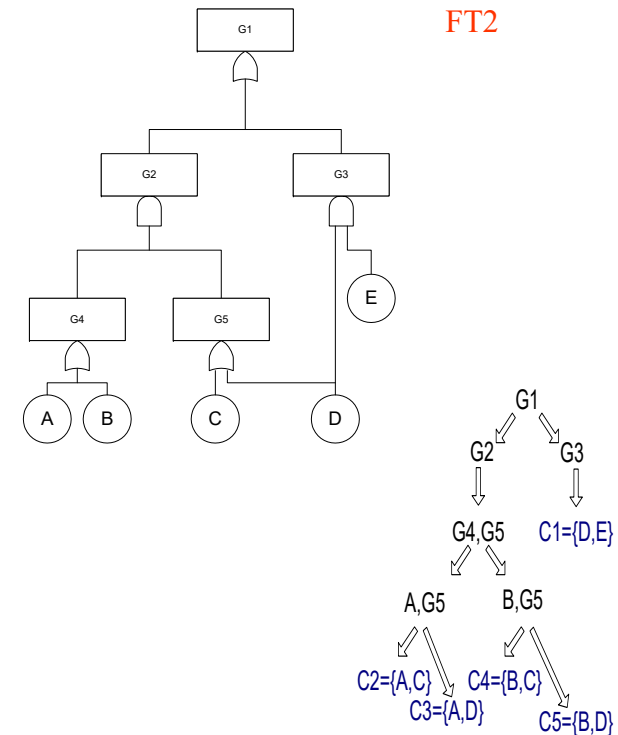 FT2
G1
G2
G3
G4
G5
E
A
B
C
D
G1
G2
G3
G4,G5
C1={D,E}
A,G5
B,G5
C2={A,C}
C4={B,C}
C3={A,D}
C5={B,D}